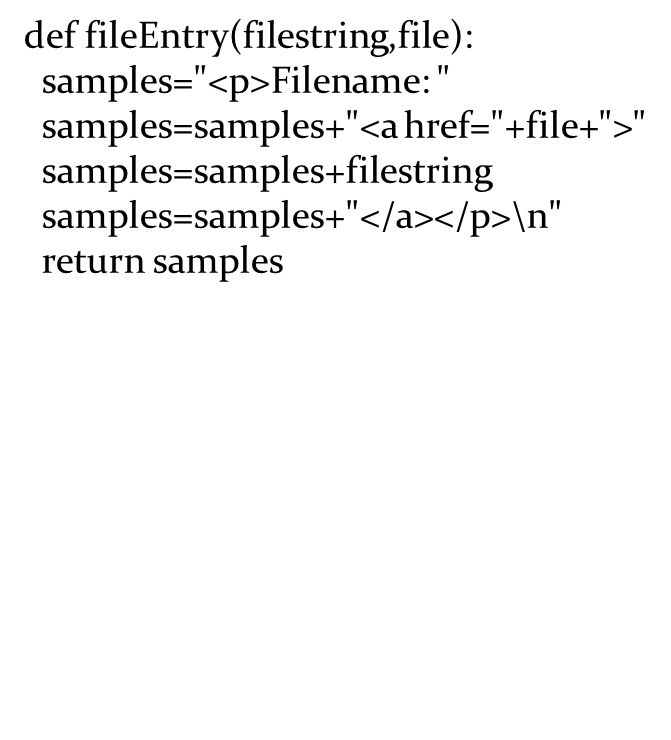 def fileEntry(filestring,file):
samples="<p>Filename: "
samples=samples+"<a href="+file+">"
samples=samples+filestring
samples=samples+"</a></p>\n"
return samples